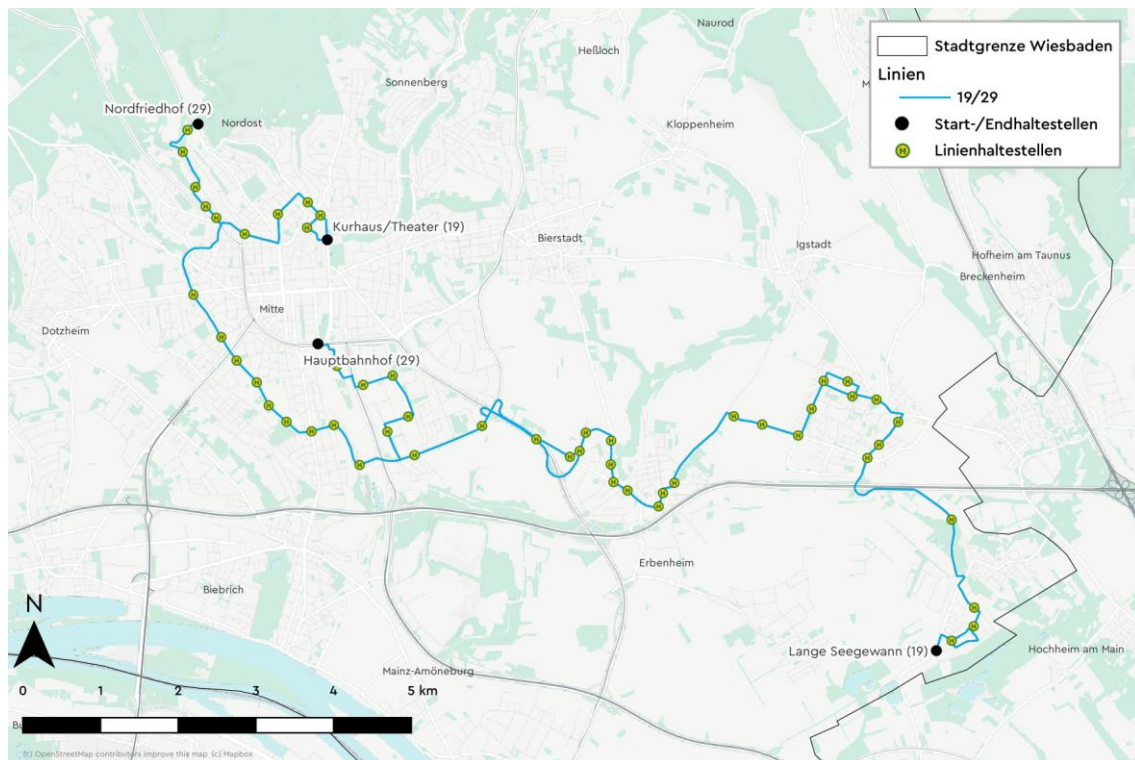 Naurod
Heßloch
Stadtgrenze Wiesbaden
Linien
19/29
Start-/Endhaltestellen
H Linienhaltestellen
Sonnenberg
Nordfriedhof (29)
Nordost
Kloppenheim
Kurhaus/Theater (19)
Bierstadt
Igstadt
Hofheim am Taunus
Breckenheim
Mitte
Dotzheim
Hauptbahnhof (29)
Erbenheim
Biebrich
N
Lange Seegewann (19)
Hochheim am Main
Mainz-Amöneburg
0 1 2 3 4 5 km
(c) OpenStreetMap contributors improve this map (c) Mapbox